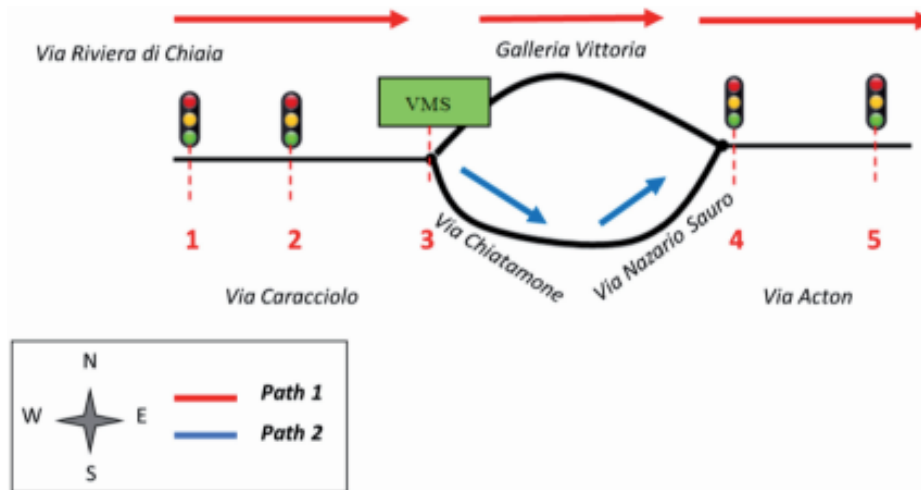 Via Riviera di Chiaia
Galleria Vittoria
VMS
1
2
3
Via Chiatamone
Via Nazario Sauro
4
5
Via Caracciolo
Via Acton
N
W
E
S
Path 1
Path 2